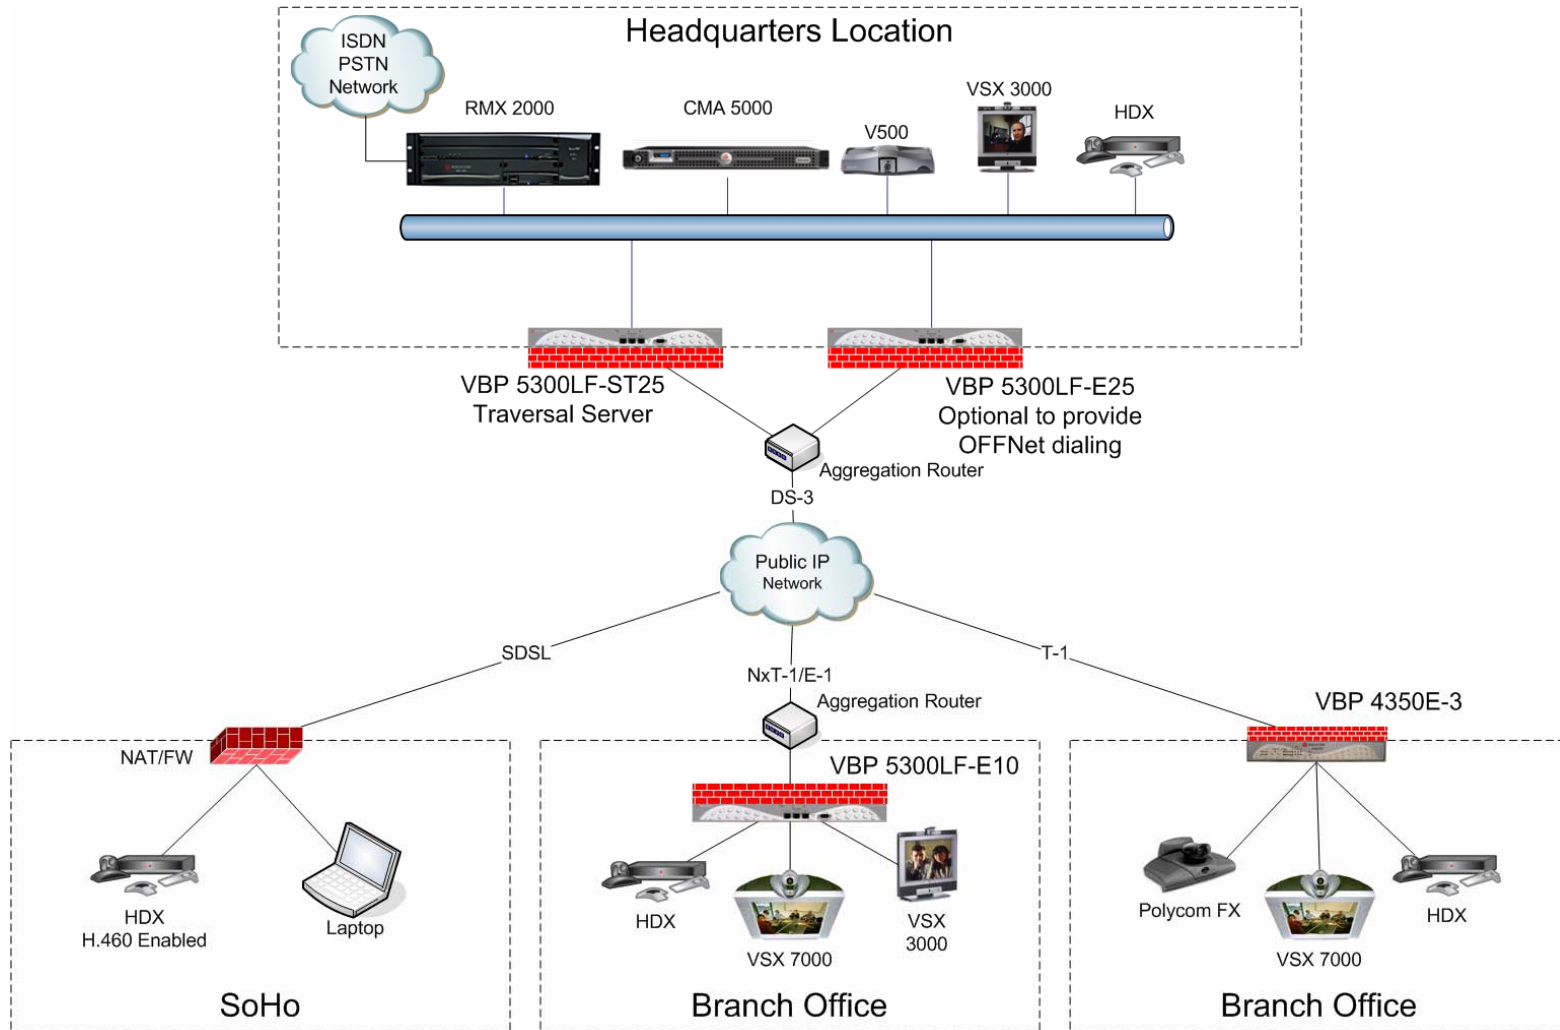 Headquarters Location
ISDN
PSTN
Network
RMX 2000
CMA 5000
V500
VSX 3000
HDX
VBP 5300LF-ST25
Traversal Server
VBP 5300LF-E25
Optional to provide
OFFNet dialing
Aggregation Router
DS-3
Public IP
Network
SDSL
NxT-1/E-1
T-1
Aggregation Router
VBP 4350E-3
NAT/FW
VBP 5300LF-E10
HDX
H.460 Enabled
Laptop
HDX
VSX 7000
VSX
3000
Polycom FX
VSX 7000
HDX
SoHo
Branch Office
Branch Office